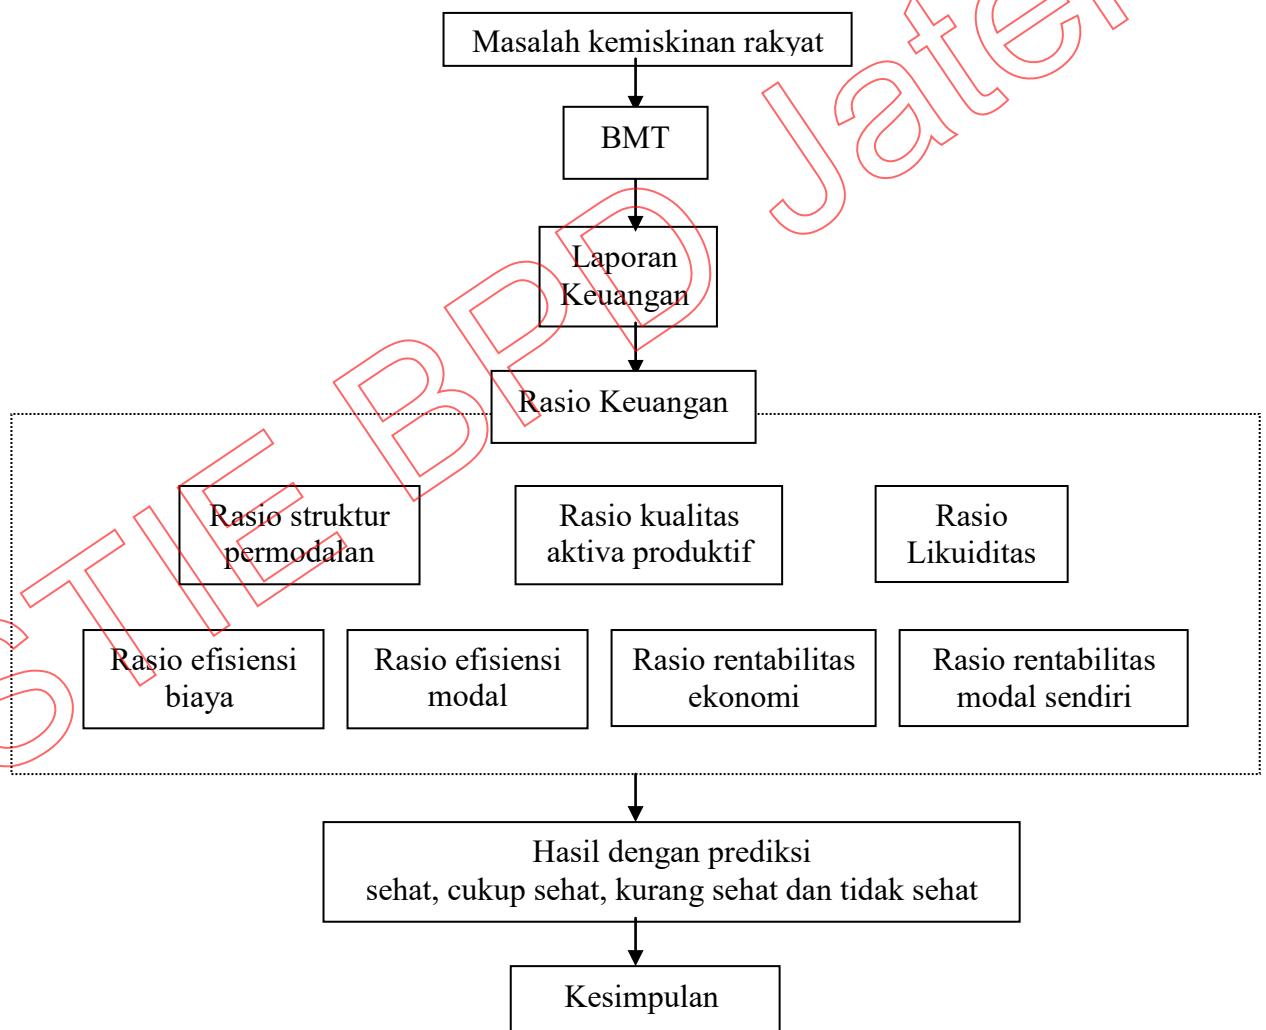 Masalah kemiskinan rakyat
BMT
Laporan
Keuangan
Rasio Keuangan
Rasio struktur
permodalan
Rasio kualitas
aktiva produktif
Rasio
Likuiditas
Rasio efisiensi
biaya
Rasio efisiensi
modal
Rasio rentabilitas
ekonomi
Rasio rentabilitas
modal sendiri
Hasil dengan prediksi
sehat, cukup sehat, kurang sehat dan tidak sehat
Kesimpulan
STIE BPD Jate